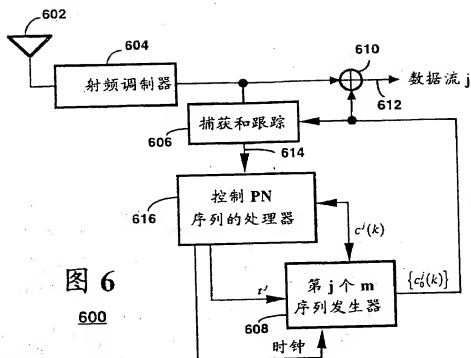 602
604
射频调制器
610
数据流 j
612
捕获和跟踪
606
614
616
控制 PN
序列的处理器
c^j(k)
图 6
600
t^j
第 j 个 m
序列发生器
{c_0^j(k)}
608
时钟